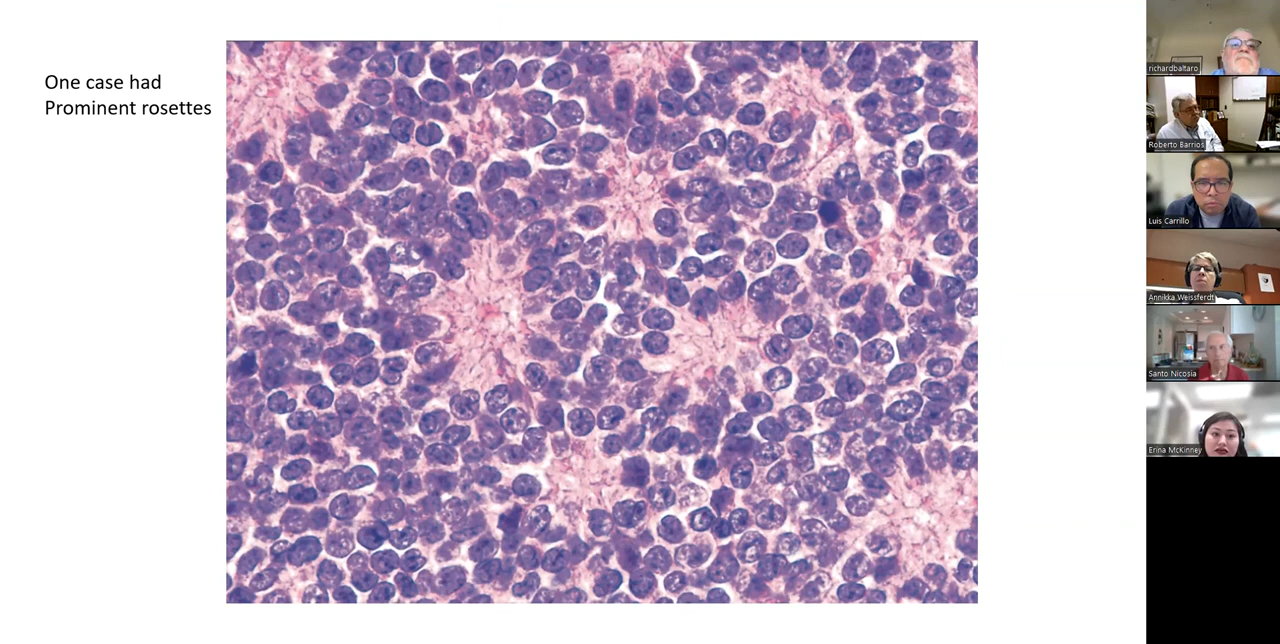 One case had
Prominent rosettes
richardbaltaro
Roberto Barrios
Luis Carrillo
Annikka Weissferdt
Santo Nicosia
Erina McKinney